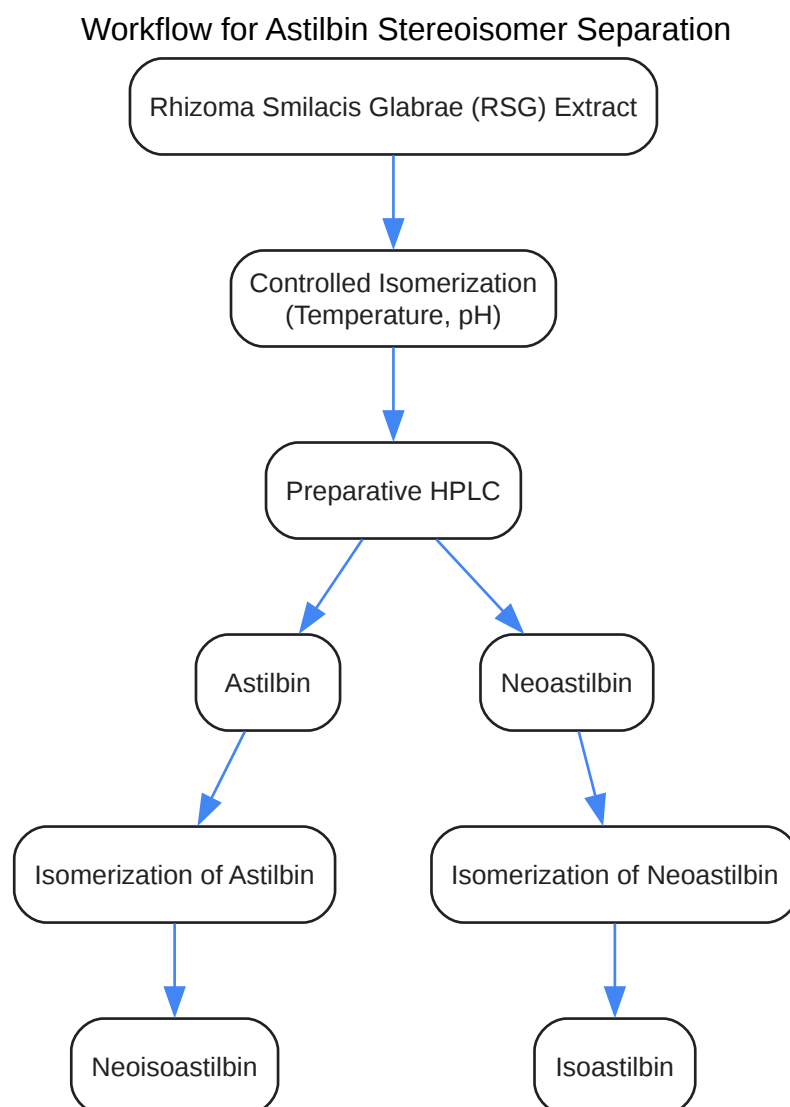 Workflow for Astilbin Stereoisomer Separation
Rhizoma Smilacis Glabrae (RSG) Extract
Controlled Isomerization
(Temperature, pH)
Preparative HPLC
Astilbin
Neoastilbin
Isomerization of Astilbin
Isomerization of Neoastilbin
Neoisoastilbin
Isoastilbin